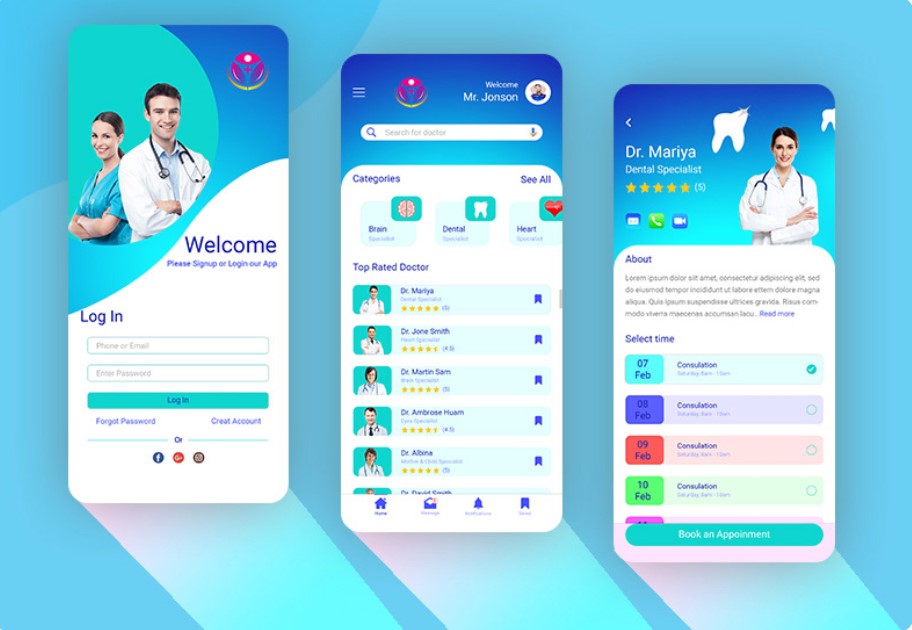 Welcome
Please Signup or Login our App
Log In
Phone or Email
Enter Password
Log In
Forgot Password
Creat Account
Or
Welcome
Mr. Jonson
Search for doctor
Categories
See All
Brain
Specialist
Dental
Specialist
Heart
Specialist
Top Rated Doctor
Dr. Mariya
Dental Specialist
(5)
Dr. Jone Smith
Heart Specialist
(4.5)
Dr. Martin Sam
Brain Specialist
(5)
Dr. Ambrose Huam
Eyes Specialist
(4.5)
Dr. Albina
Mother & Child Specialist
(5)
Dr. David Smith
Home
Message
Notifications
Saved
Dr. Mariya
Dental Specialist
(5)
About
Lorem ipsum dolor sit amet, consectetur adipiscing elit, sed
do eiusmod tempor incididunt ut labore ettem dolore magna
aliqua. Quis ipsum suspendisse ultrices gravida. Risus com-
modo viverra maecenas accumsan lacu...Read more
Select time
07
Feb
Consulation
Saturday, 8am - 10am
08
Feb
Consulation
Saturday, 8am - 10am
09
Feb
Consulation
Saturday, 8am - 10am
10
Feb
Consulation
Saturday, 8am - 10am
Book an Appoinment